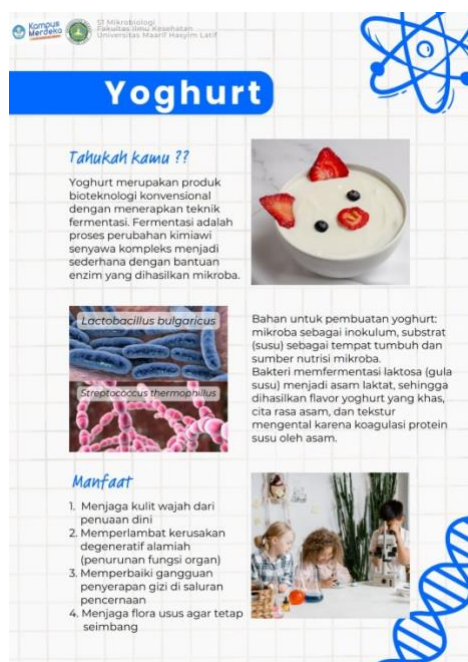 Kampus
Merdeka
S1 Mikrobiologi
Fakultas Ilmu Kesehatan
Universitas Maarif Hasyim Latif
Yoghurt
Tahukah kamu ??
Yoghurt merupakan produk
bioteknologi konvensional
dengan menerapkan teknik
fermentasi. Fermentasi adalah
proses perubahan kimiawi
senyawa kompleks menjadi
sederhana dengan bantuan
enzim yang dihasilkan mikroba.
Lactobacillus bulgaricus
Streptococcus thermophillus
Bahan untuk pembuatan yoghurt:
mikroba sebagai inokulum, substrat
(susu) sebagai tempat tumbuh dan
sumber nutrisi mikroba.
Bakteri memfermentasi laktosa (gula
susu) menjadi asam laktat, sehingga
dihasilkan flavor yoghurt yang khas,
cita rasa asam, dan tekstur
mengental karena koagulasi protein
susu oleh asam.
Manfaat
1. Menjaga kulit wajah dari
penuaan dini
2. Memperlambat kerusakan
degeneratif alamiah
(penurunan fungsi organ)
3. Memperbaiki gangguan
penyerapan gizi di saluran
pencernaan
4. Menjaga flora usus agar tetap
seimbang